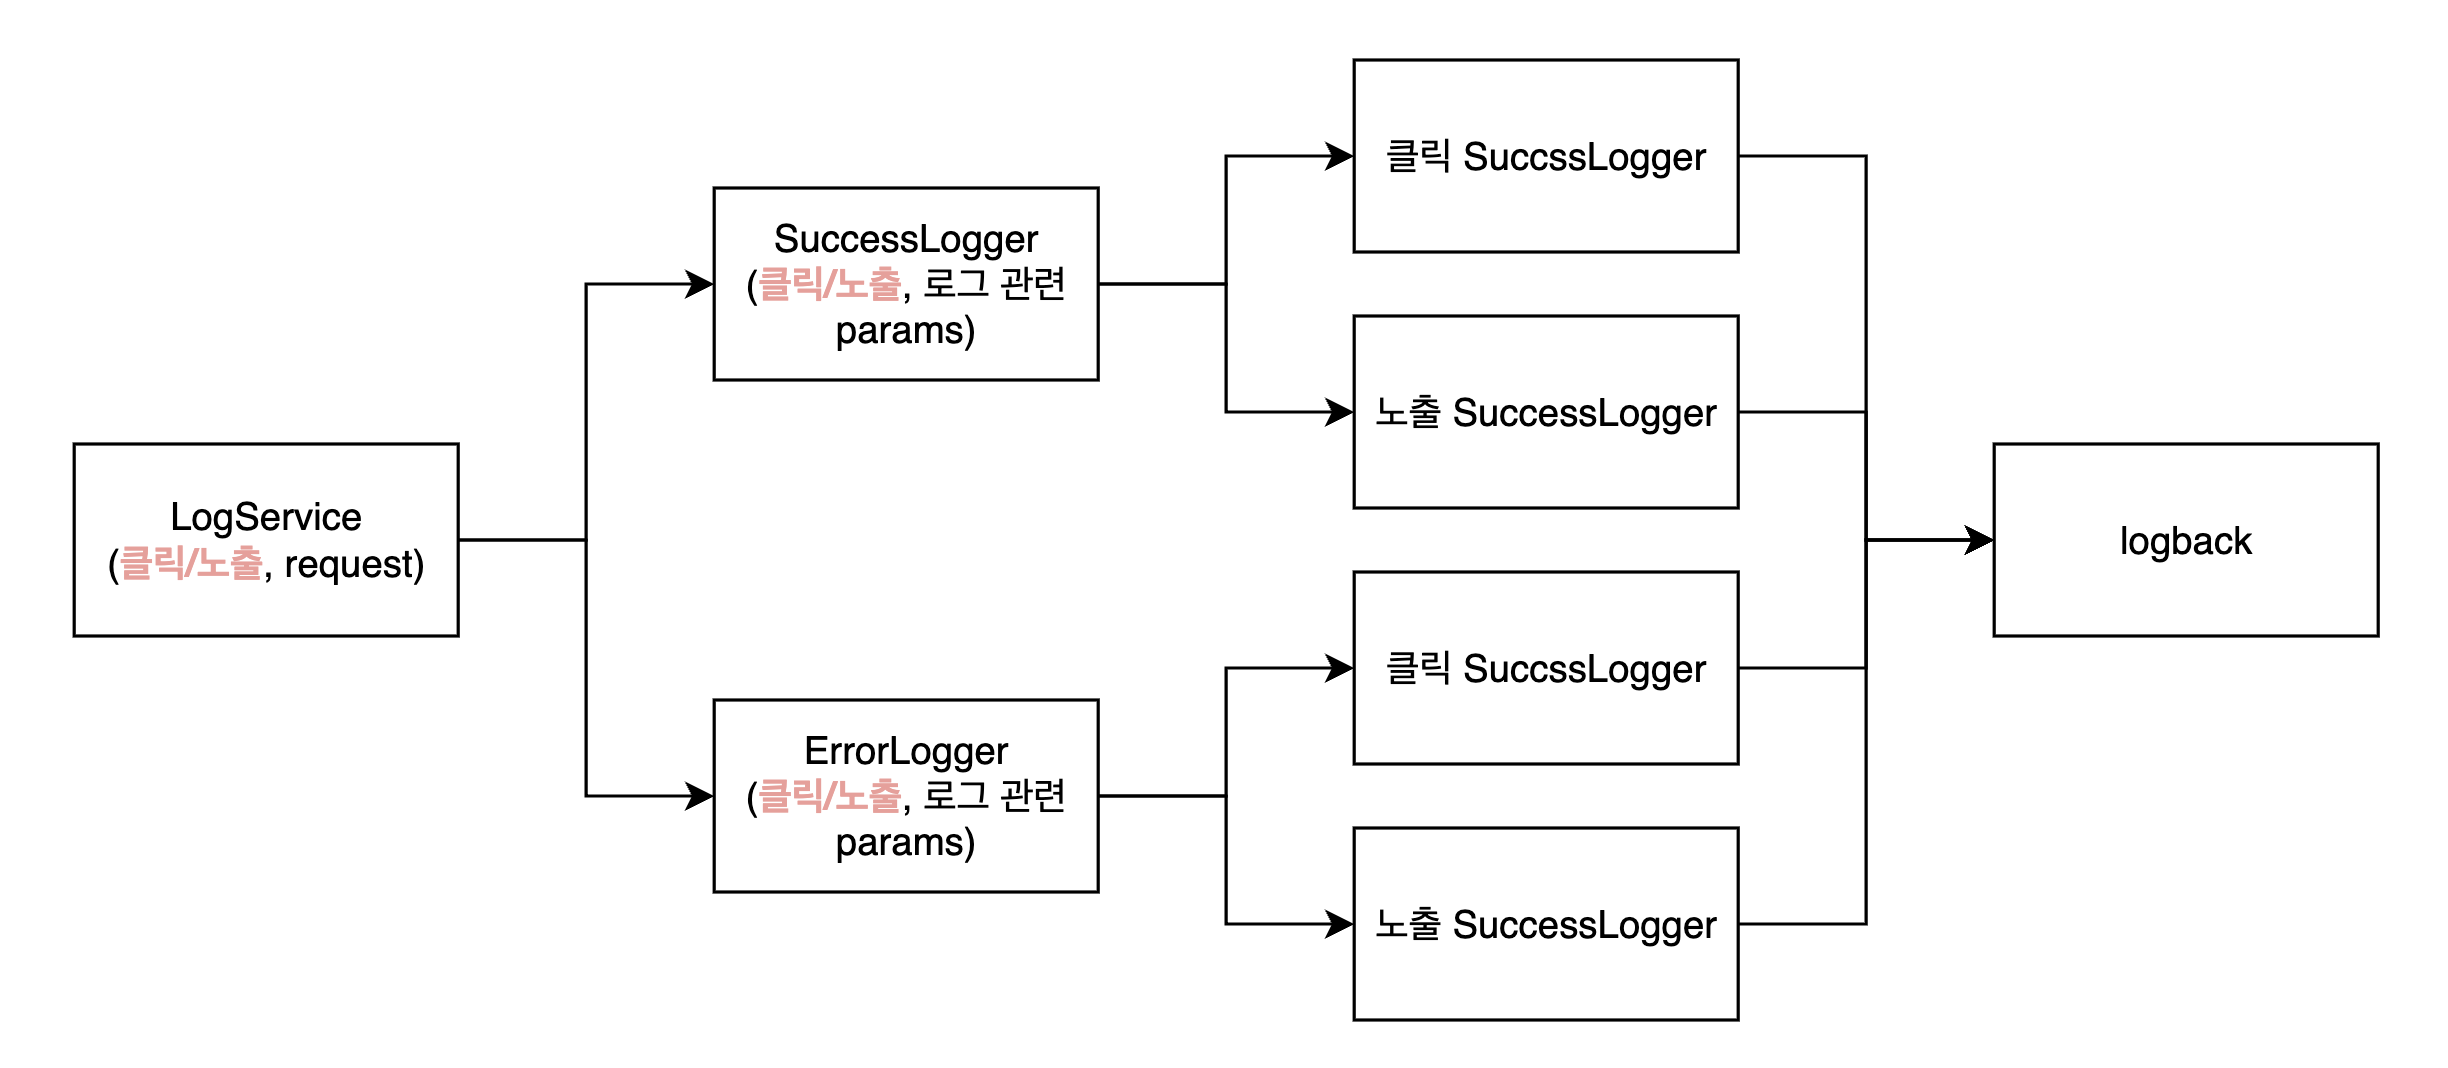 LogService
(클릭/노출, request)
SuccessLogger
(클릭/노출, 로그 관련
params)
ErrorLogger
(클릭/노출, 로그 관련
params)
클릭 SuccssLogger
노출 SuccessLogger
클릭 SuccssLogger
노출 SuccessLogger
logback